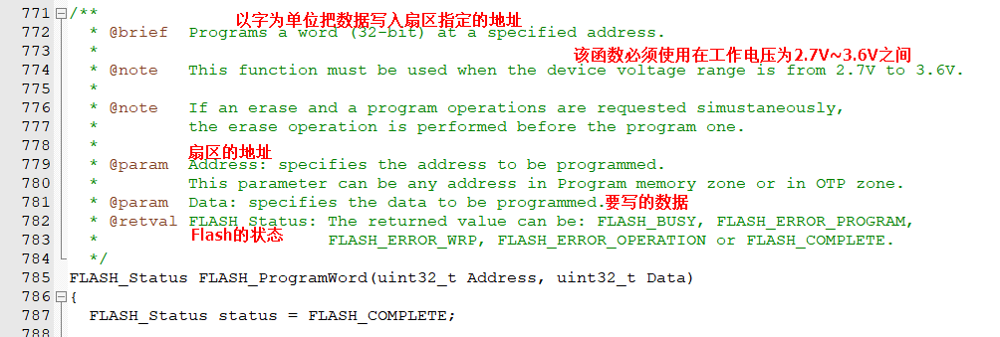 771 /**
以字为单位把数据写入扇区指定的地址
772 * @brief Programs a word (32-bit) at a specified address.
773 *
该函数必须使用在工作电压为2.7V~3.6V之间
774 * @note This function must be used when the device voltage range is from 2.7V to 3.6V.
775 *
776 * @note If an erase and a program operations are requested simustaneously,
777 * the erase operation is performed before the program one.
778 *
扇区的地址
779 * @param Address: specifies the address to be programmed.
780 * This parameter can be any address in Program memory zone or in OTP zone.
781 * @param Data: specifies the data to be programmed.要写的数据
782 * @retval FLASH Status: The returned value can be: FLASH_BUSY, FLASH_ERROR_PROGRAM,
Flash的状态
783 * FLASH_ERROR_WRP, FLASH_ERROR_OPERATION or FLASH_COMPLETE.
784 */
785 FLASH_Status FLASH_ProgramWord(uint32_t Address, uint32_t Data)
786 {
787 FLASH_Status status = FLASH_COMPLETE;
788